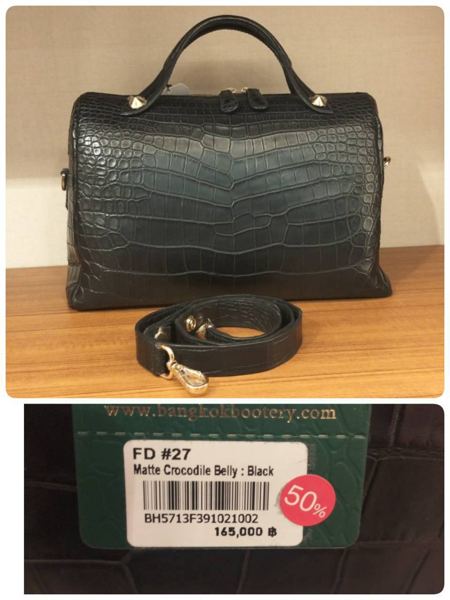 www.bangkokbootery.com
FD #27
Matte Crocodile Belly : Black
50%
BH5713F391021002
165,000 ฿